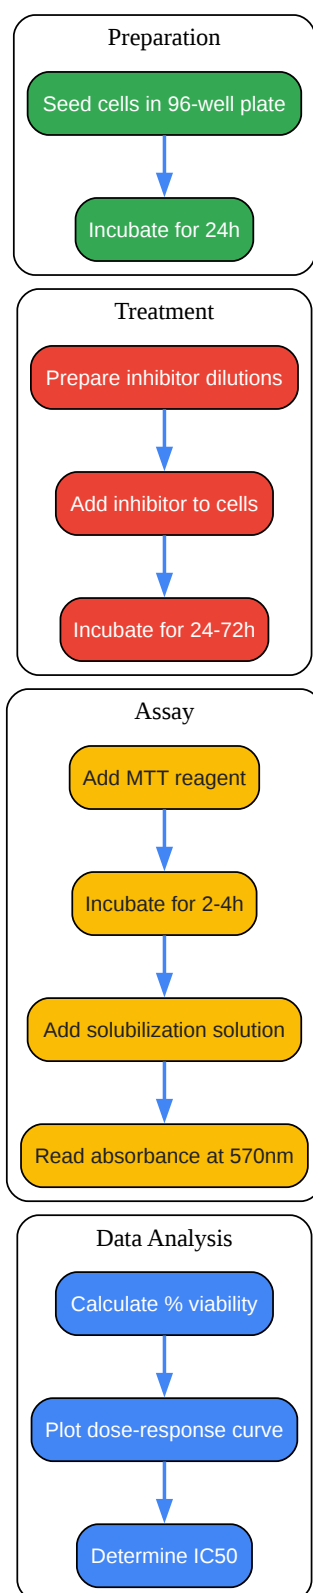 Preparation
Seed cells in 96-well plate
Incubate for 24h
Treatment
Prepare inhibitor dilutions
Add inhibitor to cells
Incubate for 24-72h
Assay
Add MTT reagent
Incubate for 2-4h
Add solubilization solution
Read absorbance at 570nm
Data Analysis
Calculate % viability
Plot dose-response curve
Determine IC50